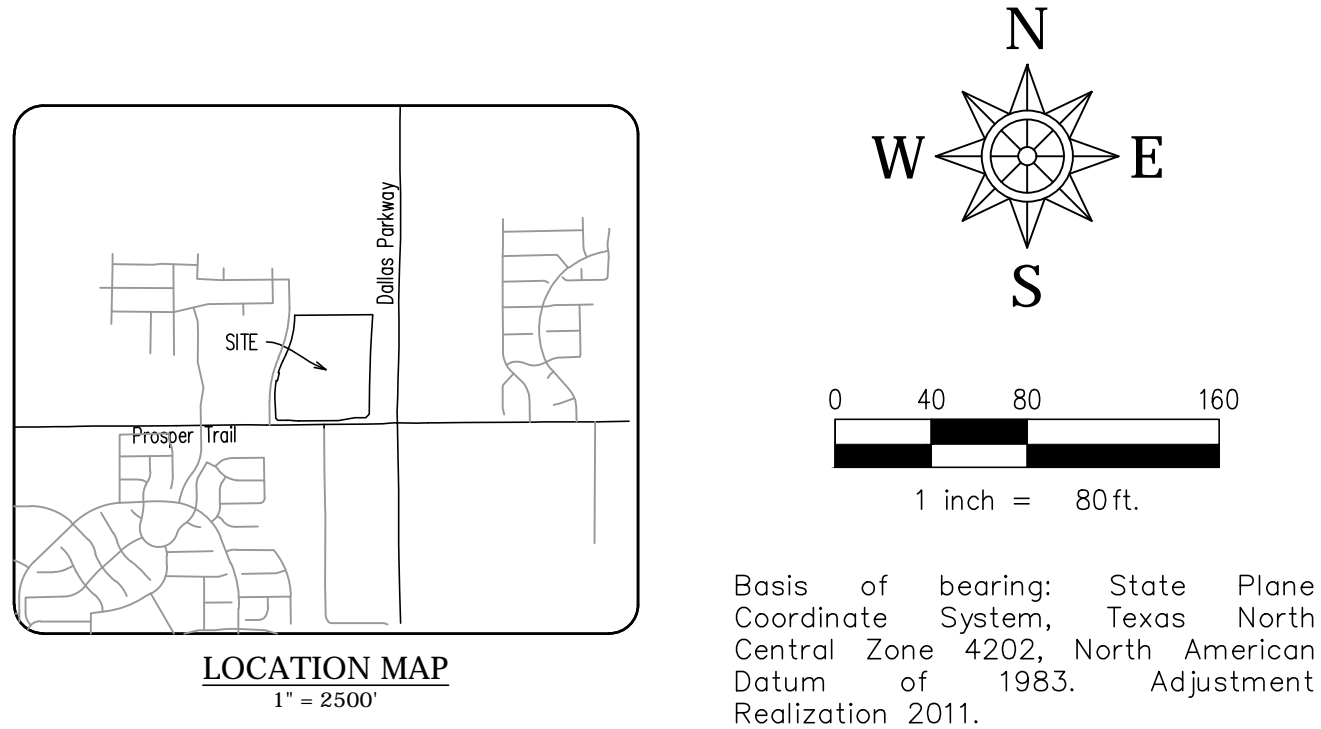 Dallas Parkway
SITE
Prosper Trail
LOCATION MAP
1" = 2500'
N
W E
S
0 40 80 160
1 inch = 80 ft.
Basis of bearing: State Plane
Coordinate System, Texas North
Central Zone 4202, North American
Datum of 1983. Adjustment
Realization 2011.